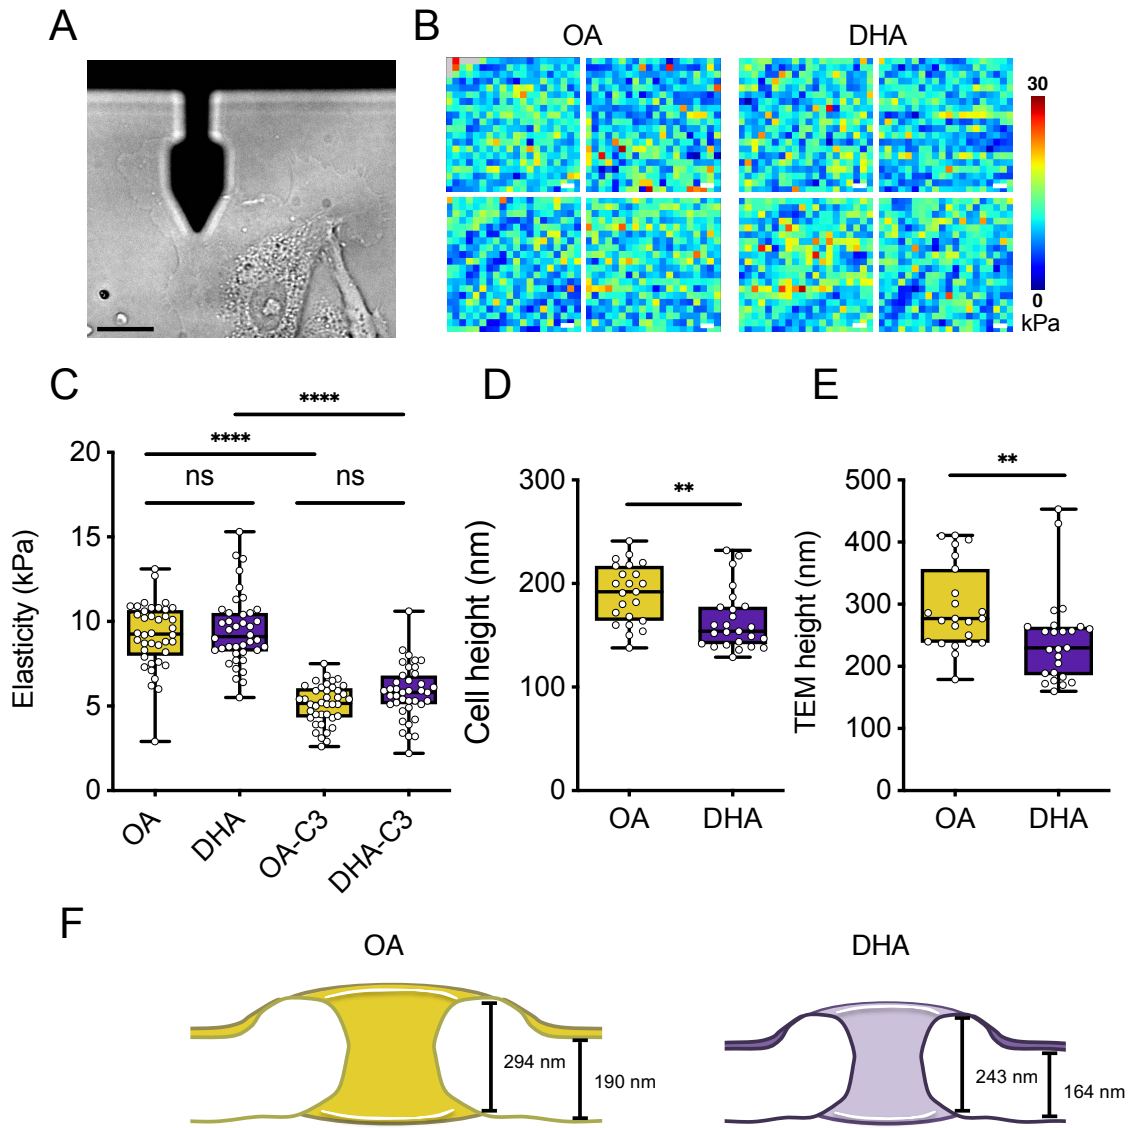 A
B
OA
DHA
30
0
kPa
C
****
****
ns
ns
20
15
10
5
0
Elasticity (kPa)
OA
DHA
OA-C3
DHA-C3
D
**
300
200
100
0
Cell height (nm)
OA
DHA
E
**
500
400
300
200
100
0
TEM height (nm)
OA
DHA
F
OA
DHA
294 nm
190 nm
243 nm
164 nm